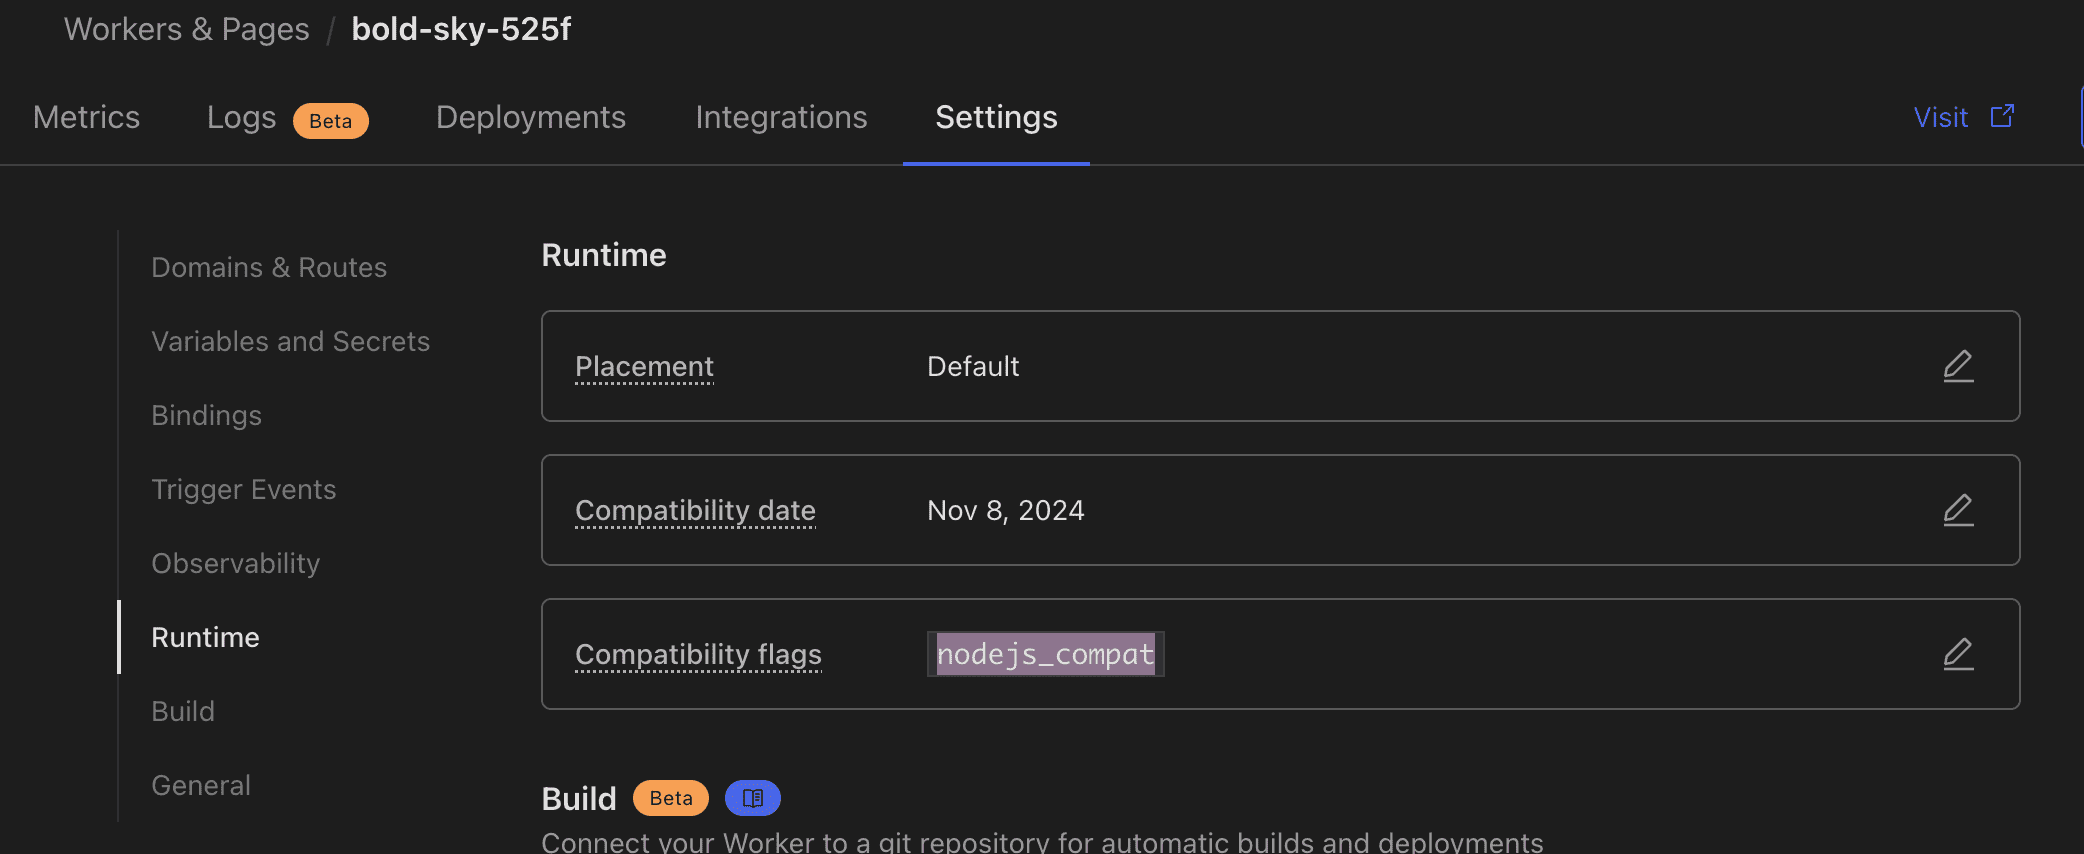 Workers & Pages / bold-sky-525f
Metrics Logs Beta Deployments Integrations Settings Visit
Domains & Routes
Variables and Secrets
Bindings
Trigger Events
Observability
Runtime
Build
General
Runtime
Placement Default
Compatibility date Nov 8, 2024
Compatibility flags nodejs_compat
Build Beta
Connect your Worker to a git repository for automatic builds and deployments